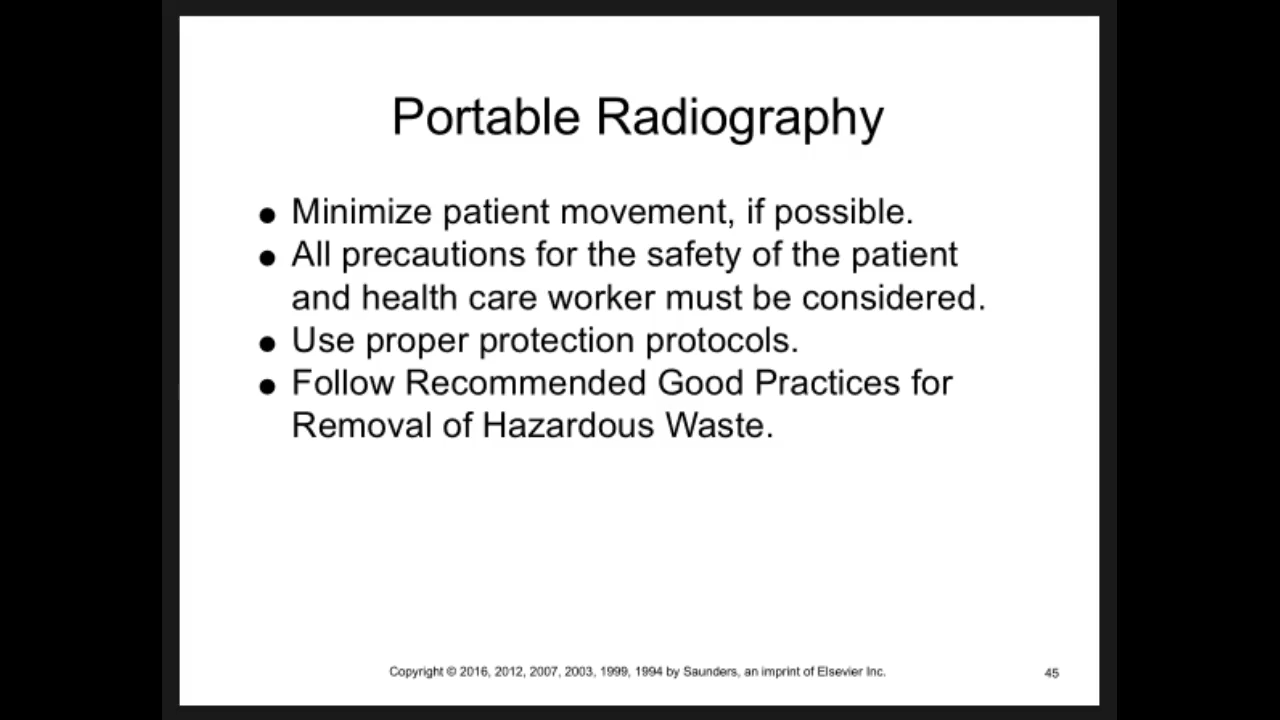 Portable Radiography
● Minimize patient movement, if possible.
● All precautions for the safety of the patient
and health care worker must be considered.
● Use proper protection protocols.
● Follow Recommended Good Practices for
Removal of Hazardous Waste.
Copyright © 2016, 2012, 2007, 2003, 1999, 1994 by Saunders, an imprint of Elsevier Inc.
45